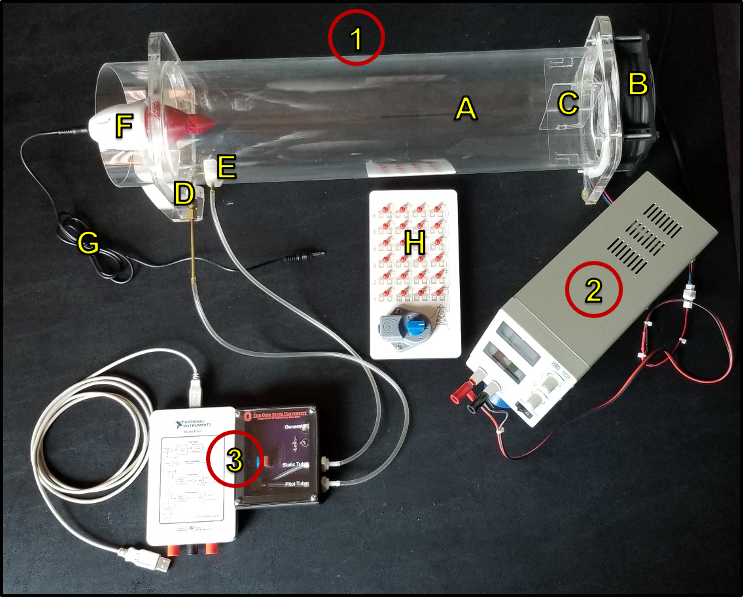 1
A
B
C
F
E
D
G
H
2
NATIONAL
INSTRUMENTS
THE OHIO STATE UNIVERSITY
Generator
3
Static Tube
Pitot Tube